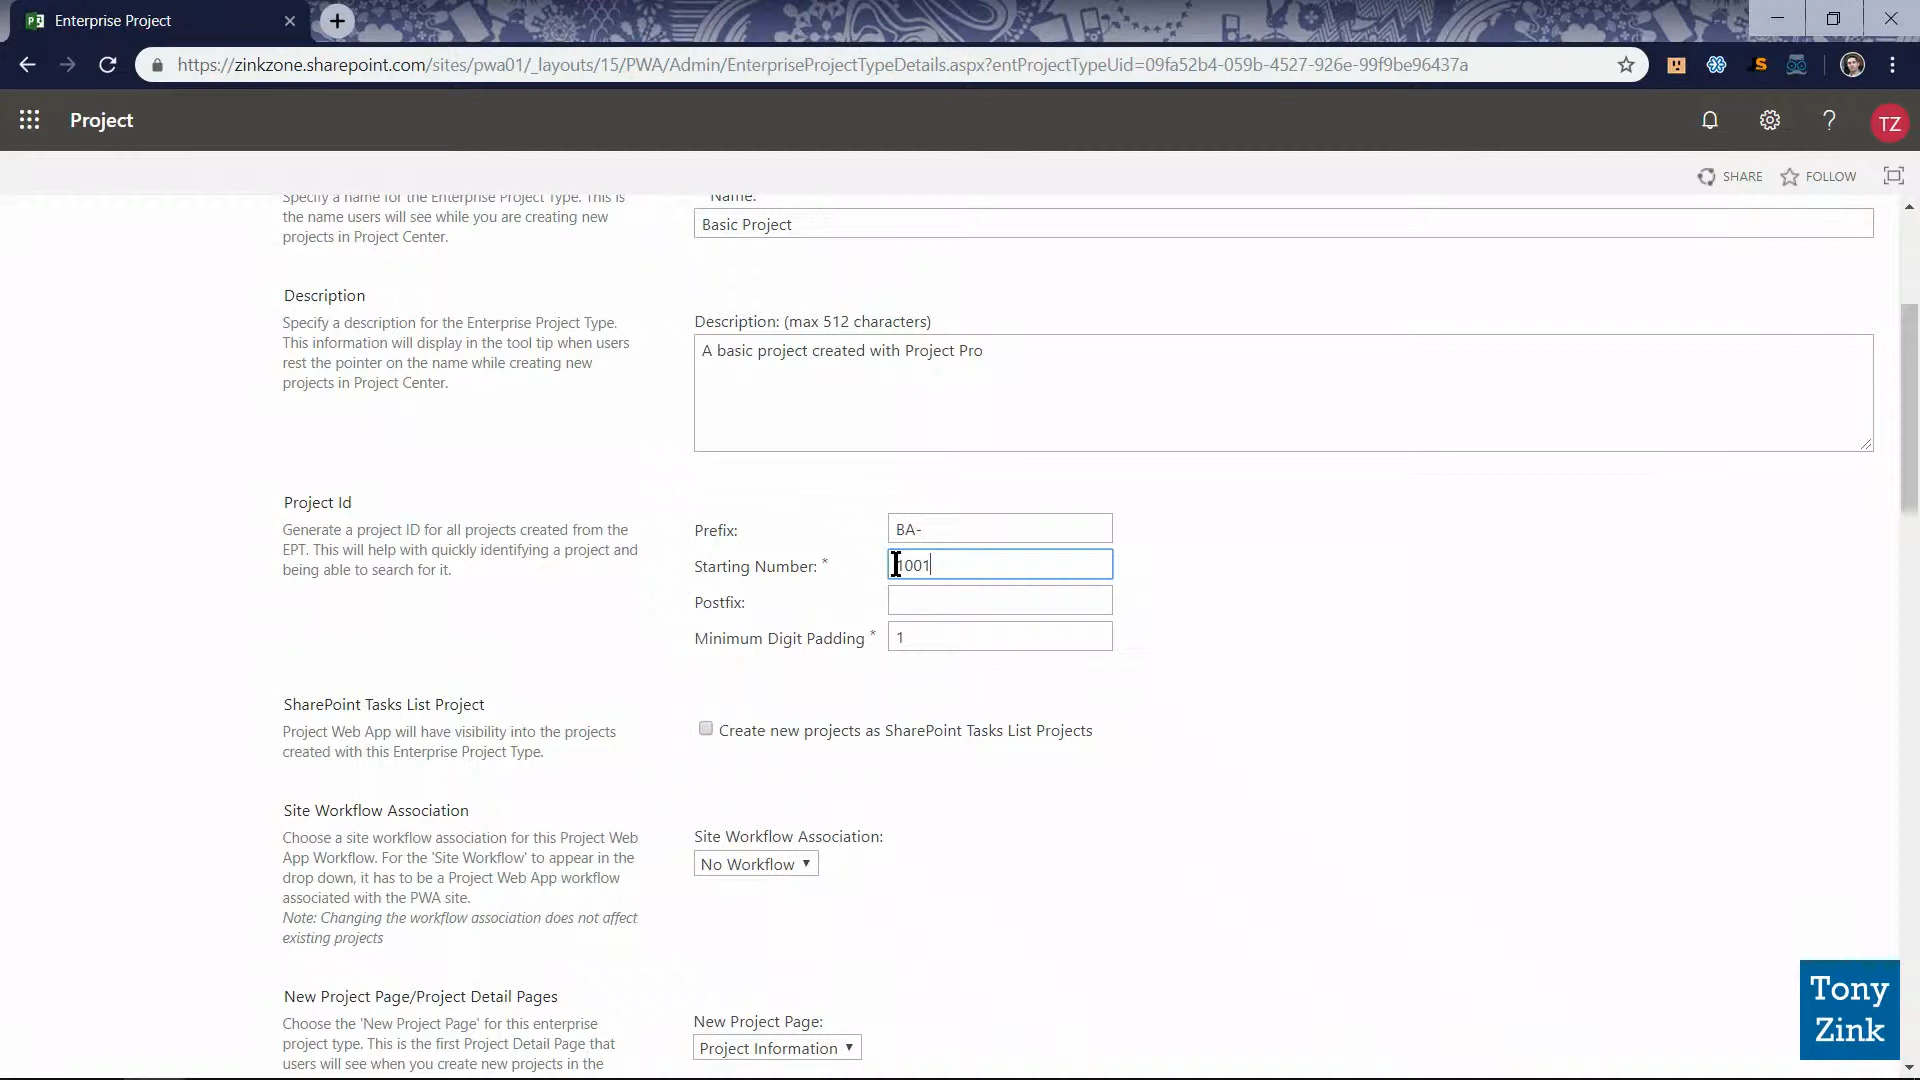 Enterprise Project
https://zinkzone.sharepoint.com/sites/pwa01/_layouts/15/PWA/Admin/EnterpriseProjectTypeDetails.aspx?entProjectTypeUid=09fa52b4-059b-4527-926e-99f9be96437a
Project
TZ
SHARE FOLLOW
Specify a name for the Enterprise Project Type. This is
the name users will see while you are creating new
projects in Project Center.
Name:
Basic Project
Description
Specify a description for the Enterprise Project Type.
This information will display in the tool tip when users
rest the pointer on the name while creating new
projects in Project Center.
Description: (max 512 characters)
A basic project created with Project Pro
Project Id
Generate a project ID for all projects created from the
EPT. This will help with quickly identifying a project and
being able to search for it.
Prefix: BA-
Starting Number: * 1001
Postfix:
Minimum Digit Padding * 1
SharePoint Tasks List Project
Project Web App will have visibility into the projects
created with this Enterprise Project Type.
Create new projects as SharePoint Tasks List Projects
Site Workflow Association
Choose a site workflow association for this Project Web
App Workflow. For the 'Site Workflow' to appear in the
drop down, it has to be a Project Web App workflow
associated with the PWA site.
Note: Changing the workflow association does not affect
existing projects
Site Workflow Association:
No Workflow
New Project Page/Project Detail Pages
Choose the 'New Project Page' for this enterprise
project type. This is the first Project Detail Page that
users will see when you create new projects in the
New Project Page:
Project Information
Tony
Zink